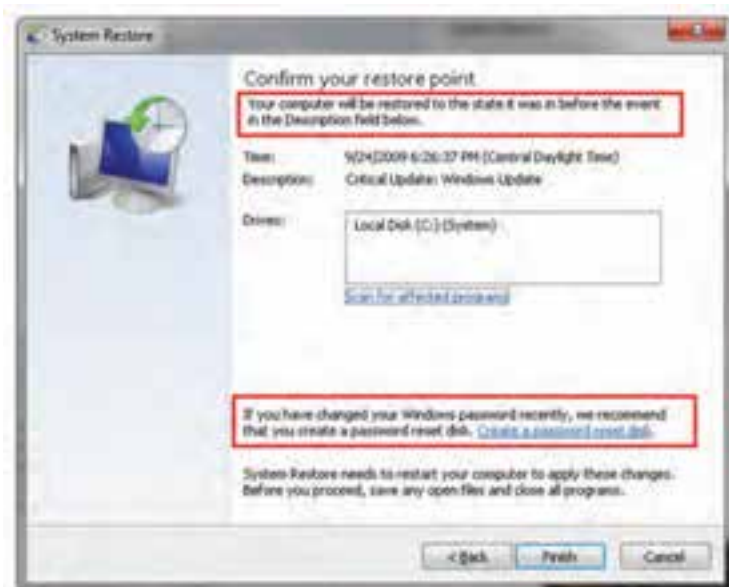 System Restore
Confirm your restore point
Your computer will be restored to the state it was in before the event
in the Description field below.
Time: 9/24/2009 6:26:37 PM (Central Daylight Time)
Description: Critical Update: Windows Update
Drives: Local Disk (C:) (System)
Scan for affected programs
If you have changed your Windows password recently, we recommend
that you create a password reset disk. Create a password reset disk.
System Restore needs to restart your computer to apply these changes.
Before you proceed, save any open files and close all programs.
< Back Finish Cancel